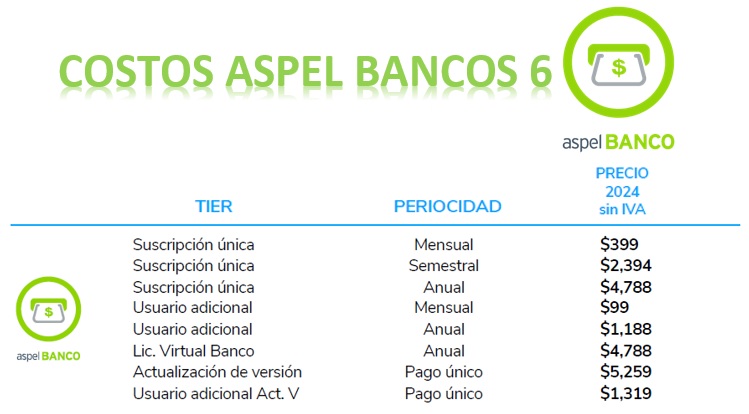 COSTOS ASPEL BANCOS 6
$
aspel BANCO
TIER PERIOCIDAD PRECIO 2024 sin IVA
Suscripción única Mensual $399
Suscripción única Semestral $2,394
Suscripción única Anual $4,788
Usuario adicional Mensual $99
Usuario adicional Anual $1,188
Lic. Virtual Banco Anual $4,788
Actualización de versión Pago único $5,259
Usuario adicional Act. V Pago único $1,319
$
aspel BANCO